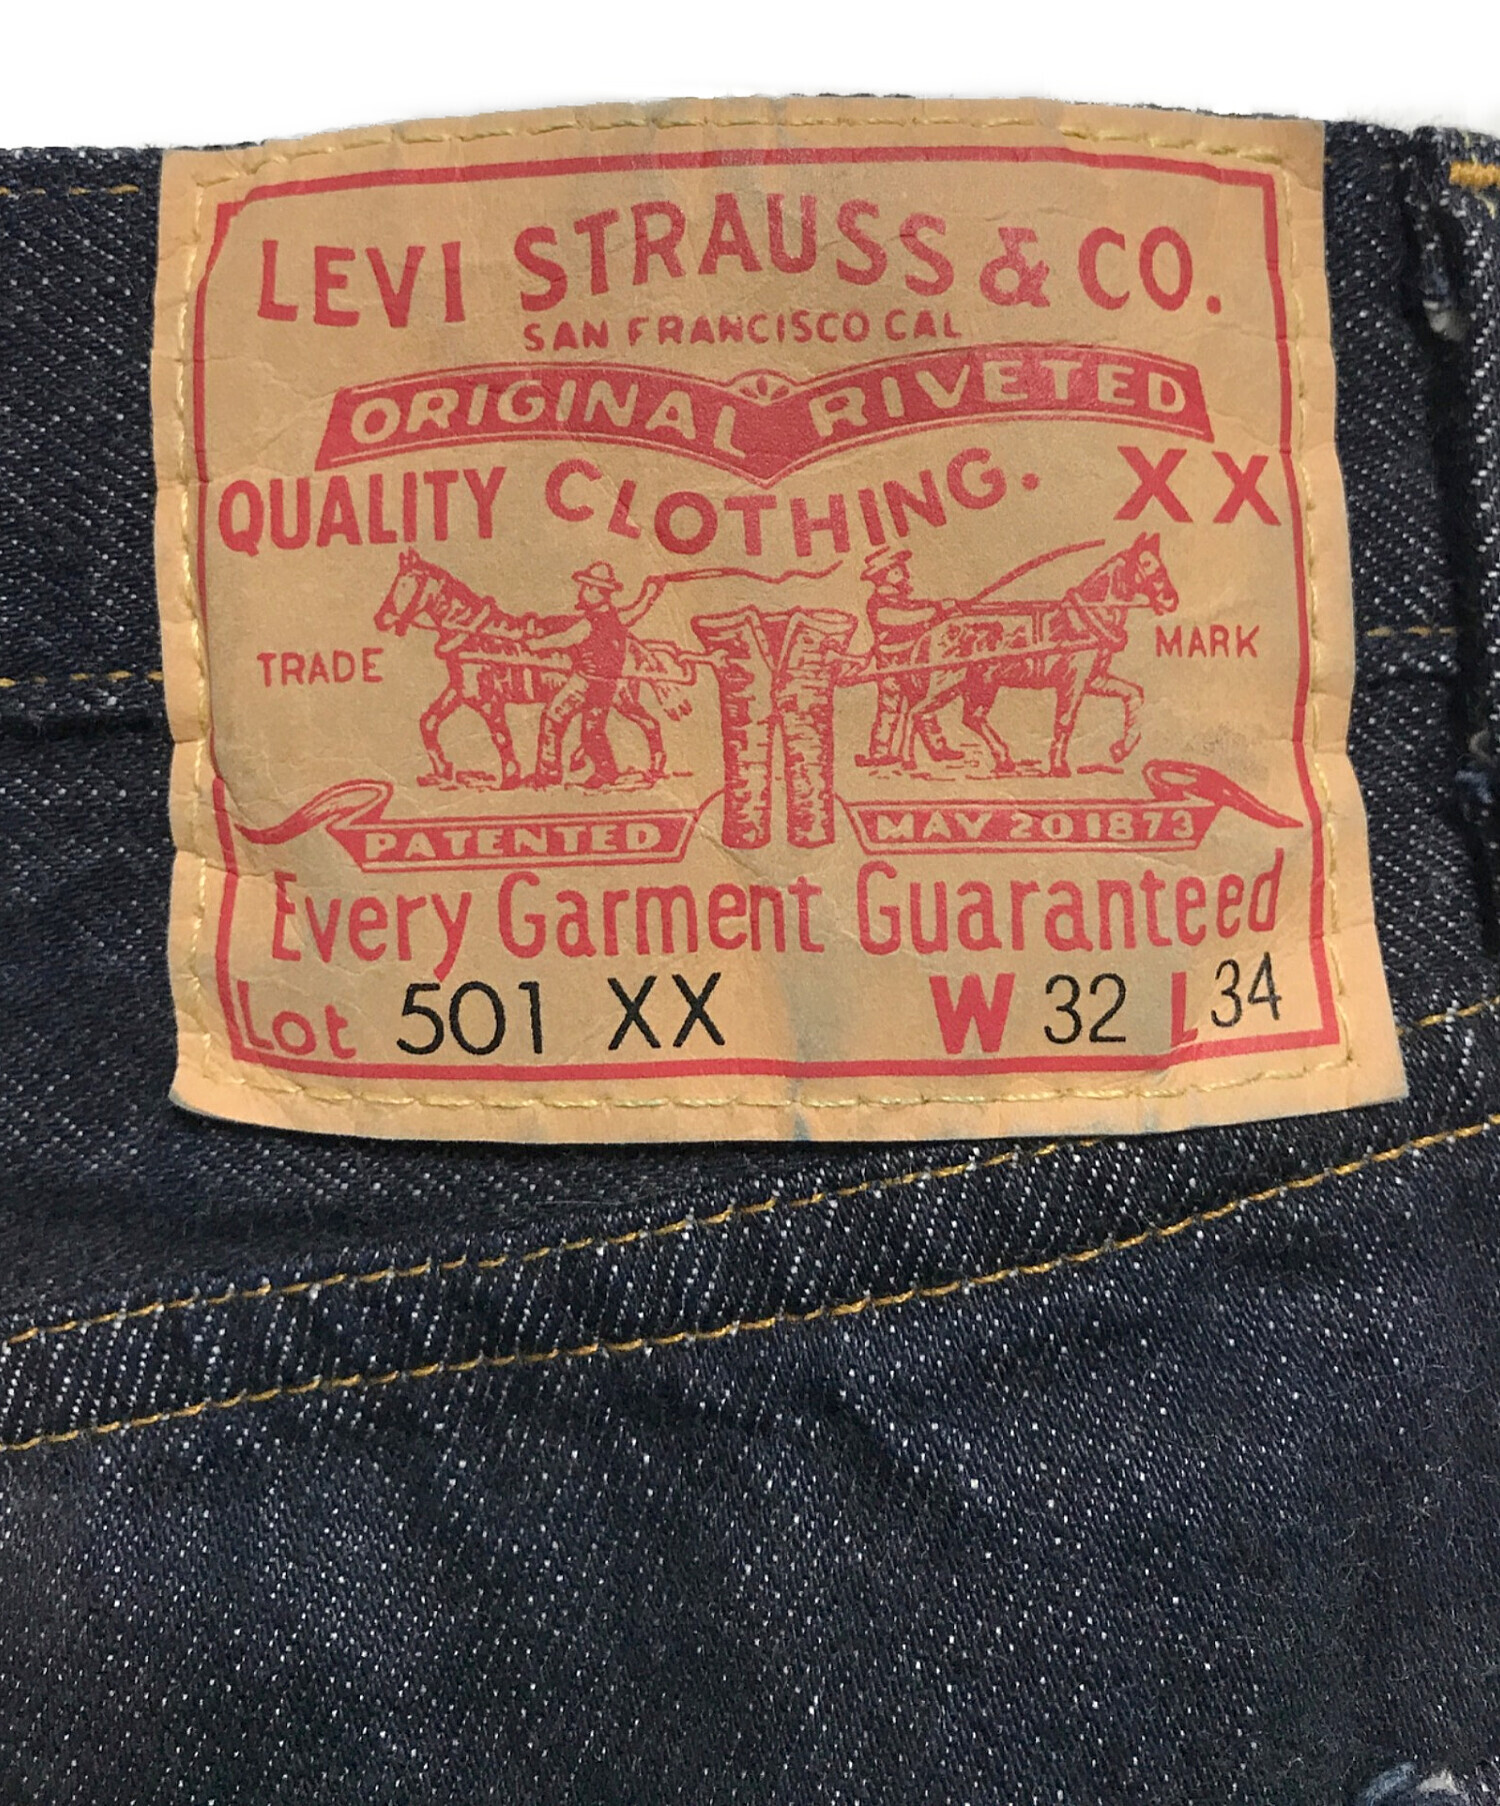 LEVI STRAUSS & CO.
SAN FRANCISCO CAL
ORIGINAL RIVETED
QUALITY CLOTHING. XX
TRADE MARK
PATENTED MAY 20 1873
Every Garment Guaranteed
Lot 501 XX W 32 L 34